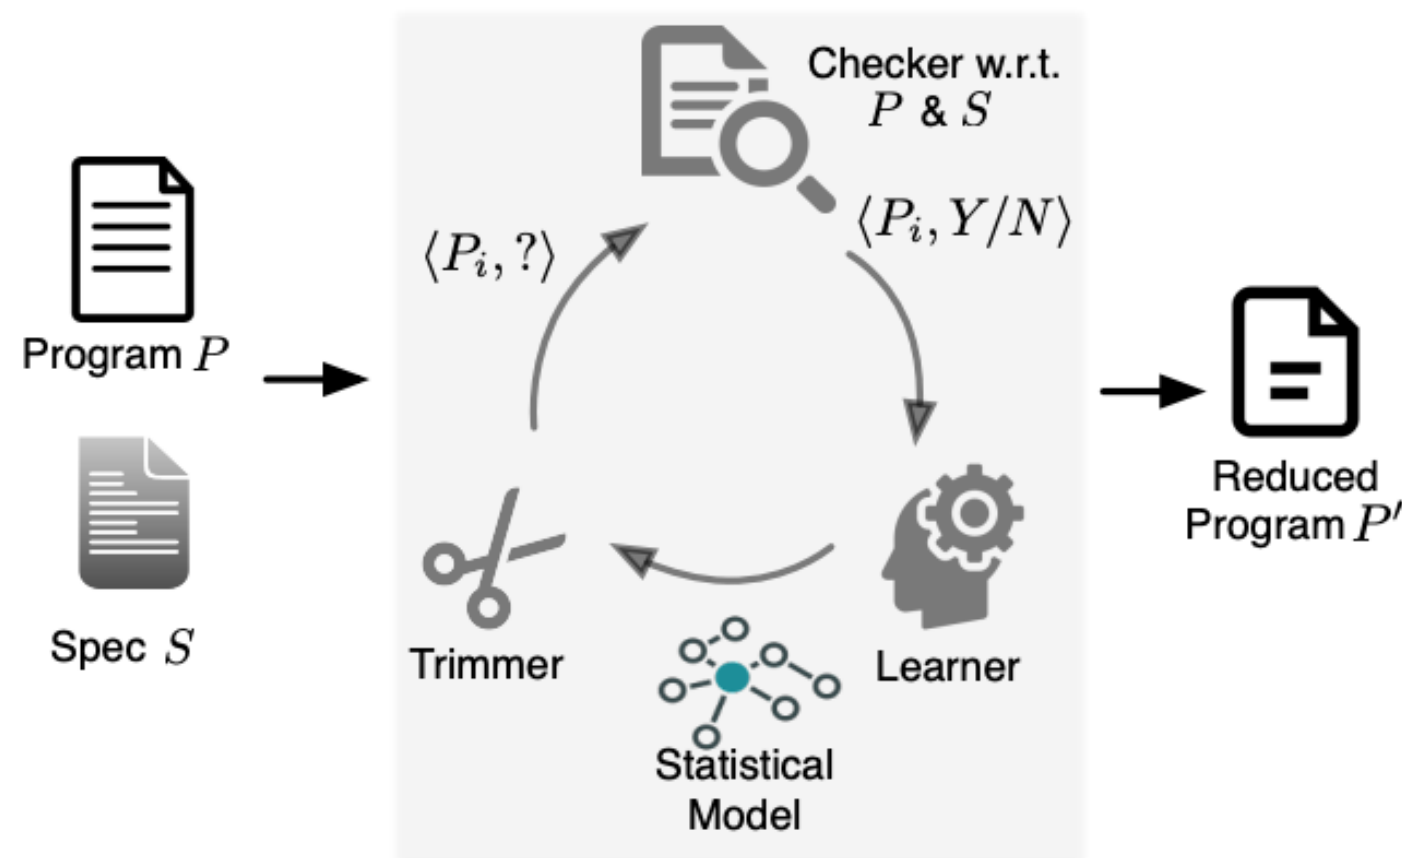 Checker w.r.t.
P & S
⟨P_i, Y/N⟩
⟨P_i, ?⟩
Program P
Spec S
Trimmer
Learner
Statistical
Model
Reduced
Program P′